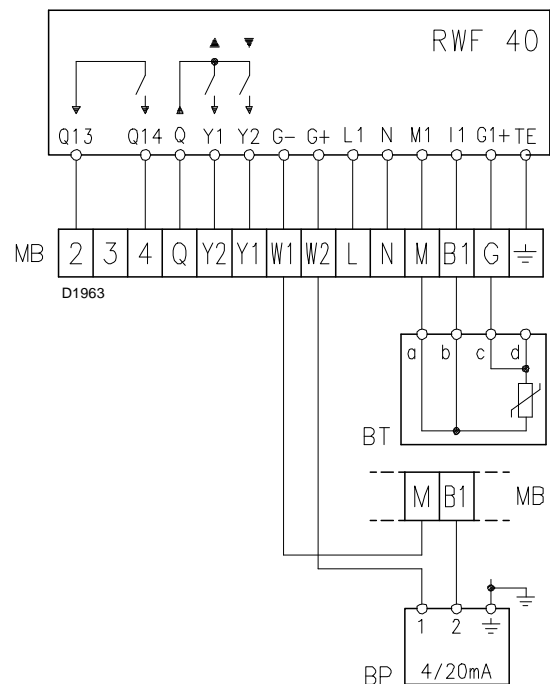 RWF 40
Q13 Q14 Q Y1 Y2 G- G+ L1 N M1 I1 G1+ TE
MB 2 3 4 Q Y2 Y1 W1 W2 L N M B1 G
D1963
a b c d
BT
M B1 MB
1 2
BP 4/20mA